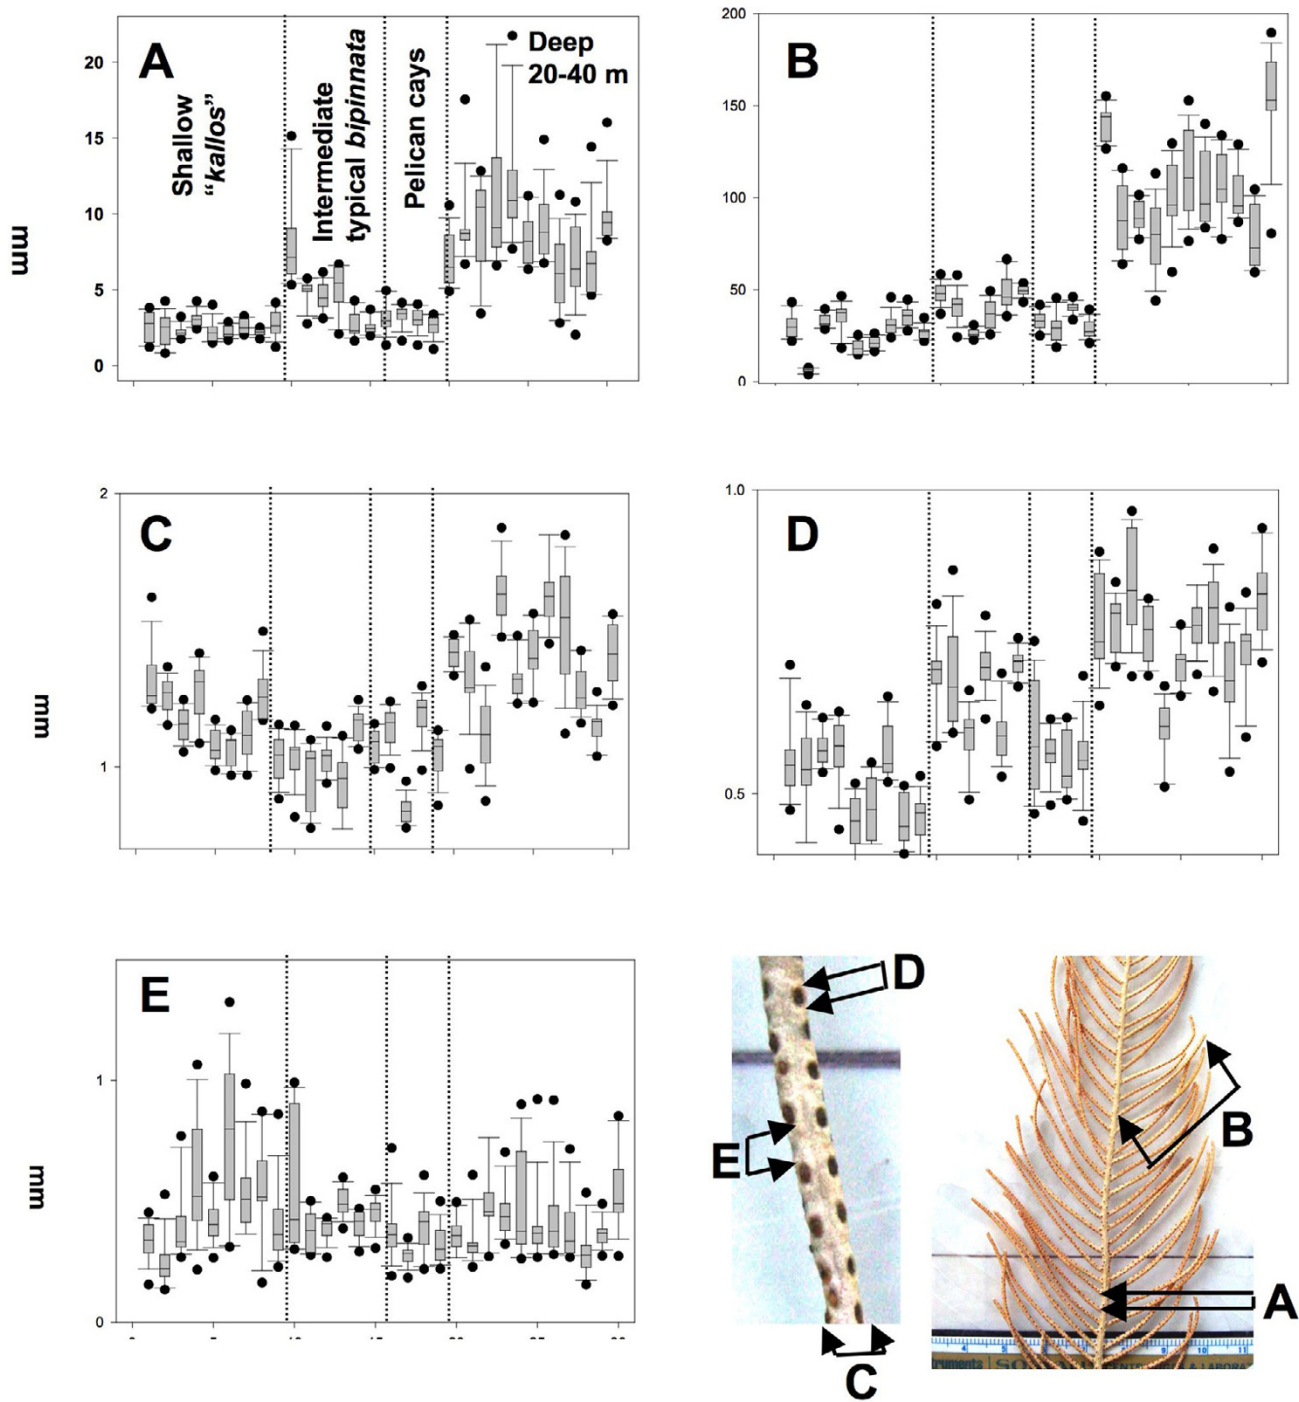 A
Shallow
“kallos”
Intermediate
typical bipinnata
Pelican cays
Deep
20-40 m
20
15
10
5
0
mm
B
200
150
100
50
0
C
2
1
mm
D
1.0
0.5
E
1
0
mm
D
E
C
B
A